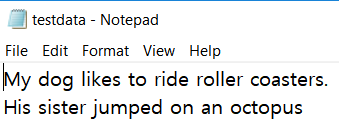 testdata - Notepad
File Edit Format View Help
My dog likes to ride roller coasters.
His sister jumped on an octopus